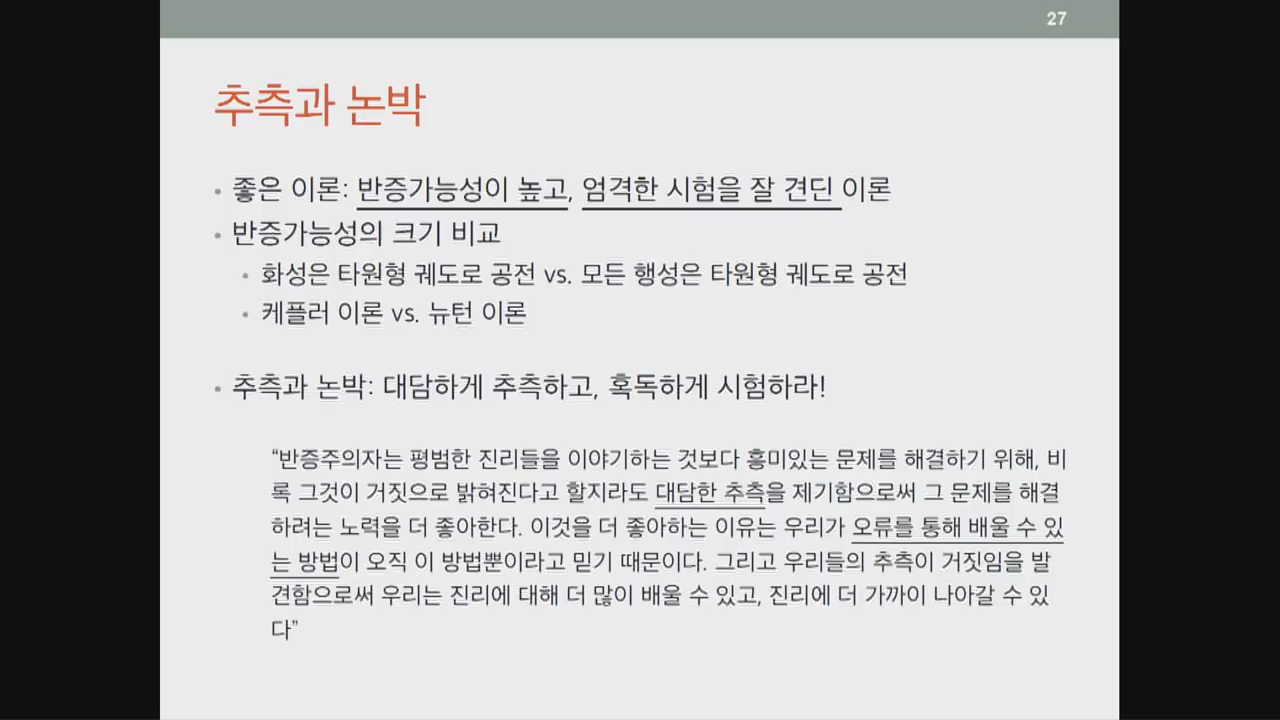 27
추측과 논박
• 좋은 이론: 반증가능성이 높고, 엄격한 시험을 잘 견딘 이론
• 반증가능성의 크기 비교
• 화성은 타원형 궤도로 공전 vs. 모든 행성은 타원형 궤도로 공전
• 케플러 이론 vs. 뉴턴 이론
• 추측과 논박: 대담하게 추측하고, 혹독하게 시험하라!
“반증주의자는 평범한 진리들을 이야기하는 것보다 흥미있는 문제를 해결하기 위해, 비
록 그것이 거짓으로 밝혀진다고 할지라도 대담한 추측을 제기함으로써 그 문제를 해결
하려는 노력을 더 좋아한다. 이것을 더 좋아하는 이유는 우리가 오류를 통해 배울 수 있
는 방법이 오직 이 방법뿐이라고 믿기 때문이다. 그리고 우리들의 추측이 거짓임을 발
견함으로써 우리는 진리에 대해 더 많이 배울 수 있고, 진리에 더 가까이 나아갈 수 있
다”